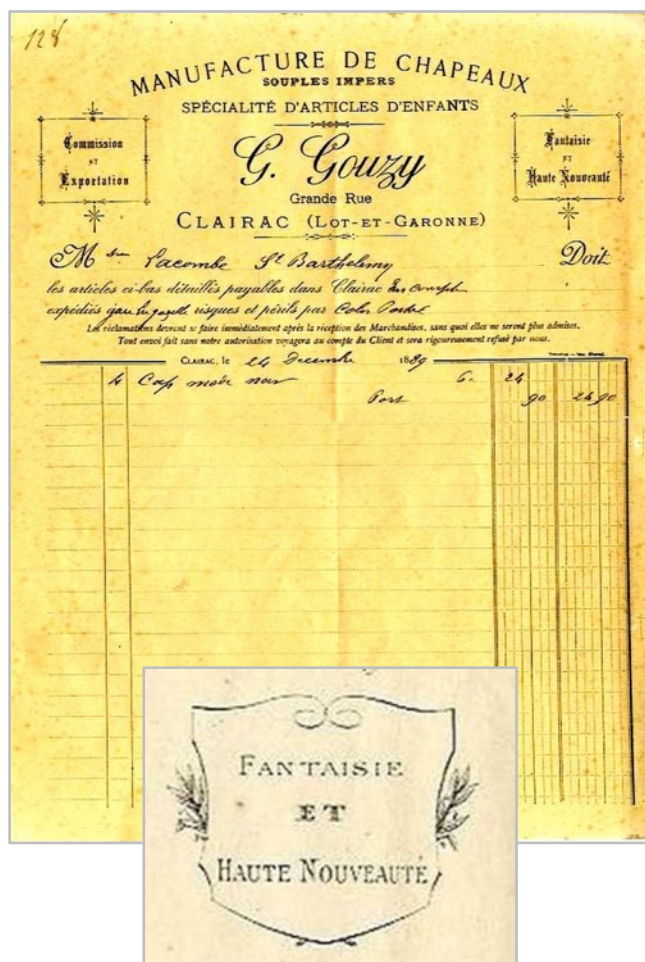 128
MANUFACTURE DE CHAPEAUX
SOUPLES IMPERS
SPÉCIALITÉ D'ARTICLES D'ENFANTS
Commission
ET
Exportation
Fantaisie
ET
Haute Nouveauté
G. Gouzy
Grande Rue
CLAIRAC (LOT-ET-GARONNE)
M Lacombe St Barthelemy Doit
les articles ci-bas détaillés payables dans Clairac
expédiés risques et périls par Colis Postal
Les réclamations devront se faire immédiatement après la réception des Marchandises, sans quoi elles ne seront plus admises.
Tout envoi fait sans notre autorisation voyagera au compte du Client et sera rigoureusement refusé par nous.
CLAIRAC, le 24 Decembre 1889
4 Cap noir 6. 24
Port 90 24 90
FANTAISIE
ET
HAUTE NOUVEAUTÉ